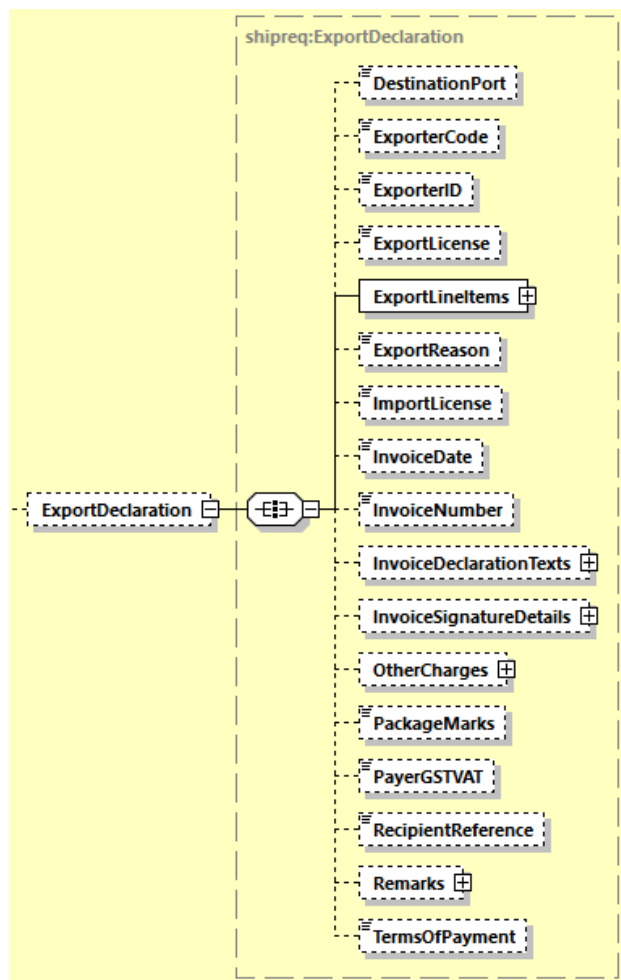 shipreq:ExportDeclaration
DestinationPort
ExporterCode
ExporterID
ExportLicense
ExportLineItems
ExportReason
ImportLicense
InvoiceDate
ExportDeclaration
InvoiceNumber
InvoiceDeclarationTexts
InvoiceSignatureDetails
OtherCharges
PackageMarks
PayerGSTVAT
RecipientReference
Remarks
TermsOfPayment